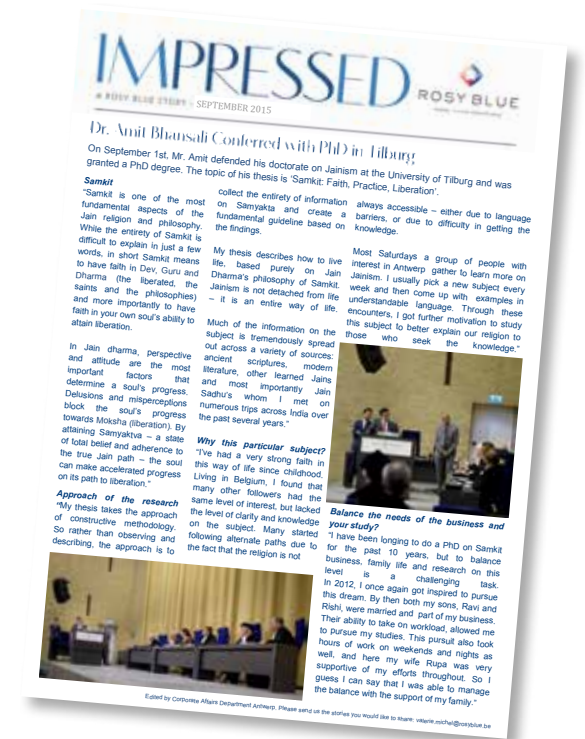 IMPRESSED
ROSY BLUE
A ROSY BLUE STORY - SEPTEMBER 2015
Dr. Amit Bhansali Conferred with PhD in Tilburg
On September 1st, Mr. Amit defended his doctorate on Jainism at the University of Tilburg and was
granted a PhD degree. The topic of his thesis is ‘Samkit: Faith, Practice, Liberation’.
Samkit
“Samkit is one of the most
fundamental aspects of the
Jain religion and philosophy.
While the entirety of Samkit is
difficult to explain in just a few
words, in short Samkit means
to have faith in Dev, Guru and
Dharma (the liberated, the
saints and the philosophies)
and more importantly to have
faith in your own soul’s ability to
attain liberation.
In Jain dharma, perspective
and attitude are the most
important factors that
determine a soul’s progress.
Delusions and misperceptions
block the soul’s progress
towards Moksha (liberation). By
attaining Samyaktva – a state
of total belief and adherence to
the true Jain path – the soul
can make accelerated progress
on its path to liberation.”
Approach of the research
“My thesis takes the approach
of constructive methodology.
So rather than observing and
describing, the approach is to
collect the entirety of information
on Samyakta and create a
fundamental guideline based on
the findings.
My thesis describes how to live
life, based purely on Jain
Dharma’s philosophy of Samkit.
Jainism is not detached from life
– it is an entire way of life.
Much of the information on the
subject is tremendously spread
out across a variety of sources:
ancient scriptures, modern
literature, other learned Jains
and most importantly Jain
Sadhu’s whom I met on
numerous trips across India over
the past several years.”
Why this particular subject?
“I’ve had a very strong faith in
this way of life since childhood.
Living in Belgium, I found that
many other followers had the
same level of interest, but lacked
the level of clarity and knowledge
on the subject. Many started
following alternate paths due to
the fact that the religion is not
always accessible – either due to language
barriers, or due to difficulty in getting the
knowledge.
Most Saturdays a group of people with
interest in Antwerp gather to learn more on
Jainism. I usually pick a new subject every
week and then come up with examples in
understandable language. Through these
encounters, I got further motivation to study
this subject to better explain our religion to
those who seek the knowledge.”
Balance the needs of the business and
your study?
“I have been longing to do a PhD on Samkit
for the past 10 years, but to balance
business, family life and research on this
level is a challenging task.
In 2012, I once again got inspired to pursue
this dream. By then both my sons, Ravi and
Rishi, were married and part of my business.
Their ability to take on workload, allowed me
to pursue my studies. This pursuit also took
hours of work on weekends and nights as
well, and here my wife Rupa was very
supportive of my efforts throughout. So I
guess I can say that I was able to manage
the balance with the support of my family.”
Edited by Corporate Affairs Department Antwerp. Please send us the stories you would like to share: valerie.michel@rosyblue.be